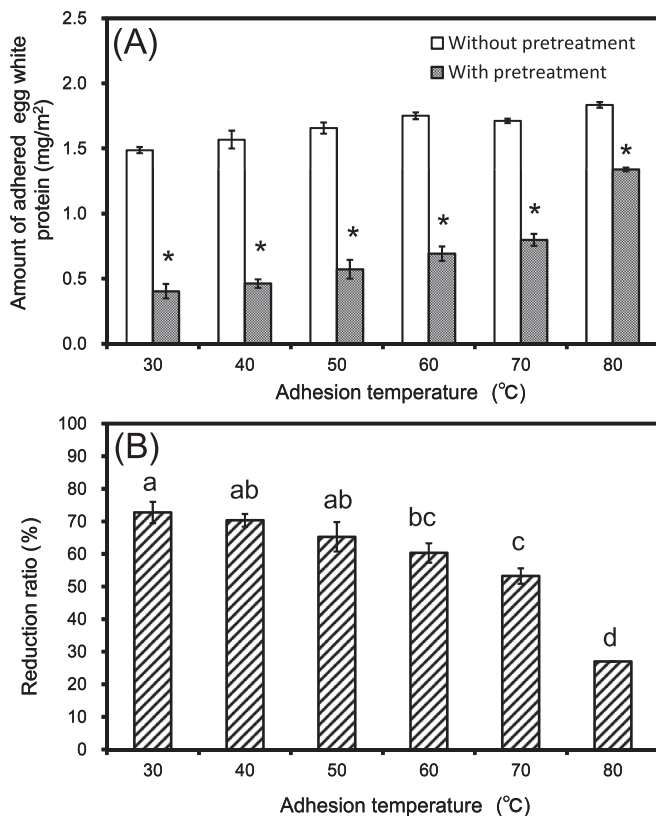 (A)
Without pretreatment
With pretreatment
Amount of adhered egg white
protein (mg/m²)
2.5
2.0
1.5
1.0
0.5
0.0
* * * * * *
30 40 50 60 70 80
Adhesion temperature (℃)
(B)
Reduction ratio (%)
100
90
80
70
60
50
40
30
20
10
0
a ab ab bc c d
30 40 50 60 70 80
Adhesion temperature (℃)